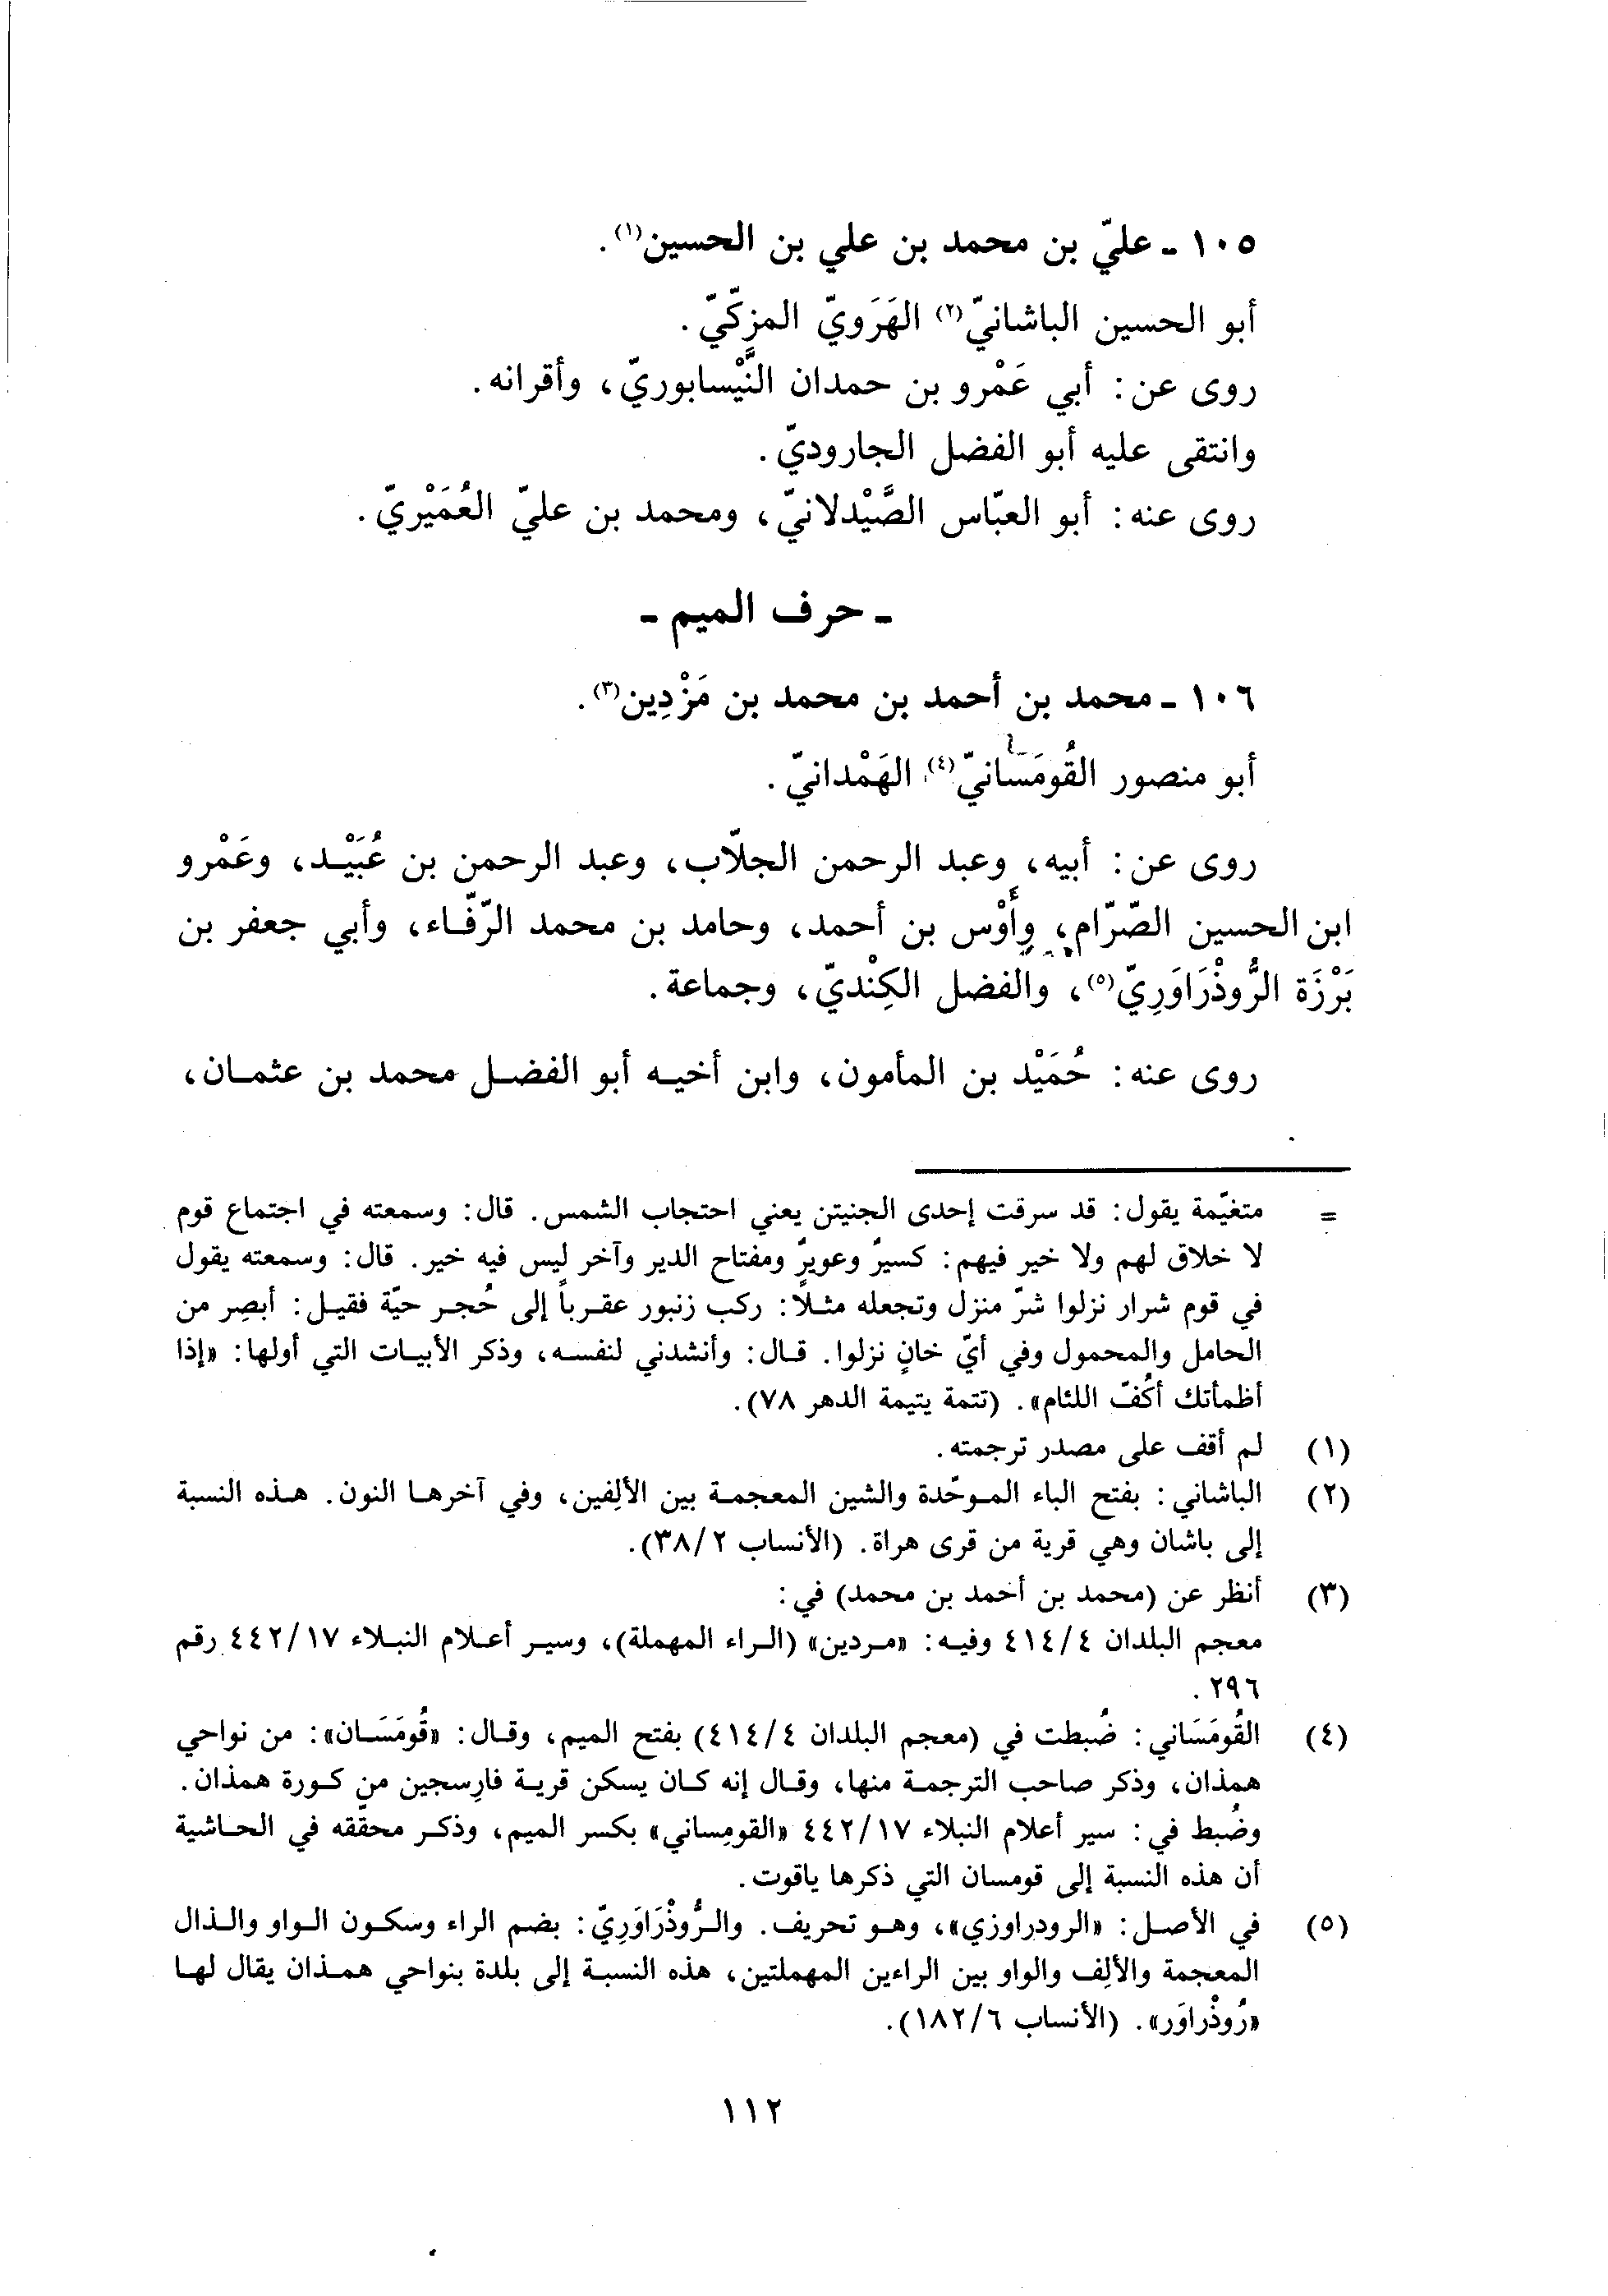 ١٠٥ ـ عليّ بن محمد بن علي بن الحسين(١).
أبو الحسين الباشانيّ(٢) الهَرَويّ المزكّيّ.
روى عن: أبي عَمْرو بن حمدان النَّيْسابوريّ، وأقرانه.
وانتقى عليه أبو الفضل الجاروديّ.
روى عنه: أبو العبّاس الصَّيْدلانيّ، ومحمد بن عليّ العُمَيْريّ.
ـ حرف الميم ـ
١٠٦ ـ محمد بن أحمد بن محمد بن مَزْدِين(٣).
أبو منصور القُومَسَانيّ(٤) الهَمْدانيّ.
روى عن: أبيه، وعبد الرحمن الجلّاب، وعبد الرحمن بن عُبَيْد، وعَمْرو
ابن الحسين الصّرّام، وأَوْس بن أحمد، وحامد بن محمد الرّفّاء، وأبي جعفر بن
بَرْزَة الرُّوذْرَاوَرِيّ(٥)، والفضل الكِنْديّ، وجماعة.
روى عنه: حُمَيْد بن المأمون، وابن أخيه أبو الفضل محمد بن عثمان،
= متغيّمة يقول: قد سرقت إحدى الجنيتن يعني احتجاب الشمس. قال: وسمعته في اجتماع قوم
لا خلاق لهم ولا خير فيهم: كسيرٌ وعويرٌ ومفتاح الدير وآخر ليس فيه خير. قال: وسمعته يقول
في قوم شرار نزلوا شرّ منزل وتجعله مثلاً: ركب زنبور عقرباً إلى حُجر حيّة فقيل: أبصِر من
الحامل والمحمول وفي أيّ خانٍ نزلوا. قال: وأنشدني لنفسه، وذكر الأبيات التي أولها: «إذا
أظمأتك أكُفّ اللئام». (تتمة يتيمة الدهر ٧٨).
(١) لم أقف على مصدر ترجمته.
(٢) الباشاني: بفتح الباء الموحّدة والشين المعجمة بين الألِفين، وفي آخرها النون. هذه النسبة
إلى باشان وهي قرية من قرى هراة. (الأنساب ٣٨/٢).
(٣) أنظر عن (محمد بن أحمد بن محمد) في:
معجم البلدان ٤١٤/٤ وفيه: «مردين» (الراء المهملة)، وسير أعلام النبلاء ٤٤٢/١٧ رقم
٢٩٦.
(٤) القُومَسَاني: ضُبطت في (معجم البلدان ٤١٤/٤) بفتح الميم، وقال: «قُومَسَان»: من نواحي
همذان، وذكر صاحب الترجمة منها، وقال إنه كان يسكن قرية فارِسجين من كورة همذان.
وضُبط في: سير أعلام النبلاء ٤٤٢/١٧ «القومِساني» بكسر الميم، وذكر محقّقه في الحاشية
أن هذه النسبة إلى قومسان التي ذكرها ياقوت.
(٥) في الأصل: «الرودراوزي»، وهو تحريف. والرُّوذْرَاوَرِيّ: بضم الراء وسكون الواو والذال
المعجمة والألِف والواو بين الراءين المهملتين، هذه النسبة إلى بلدة بنواحي همذان يقال لها
«رُوذْراوَر». (الأنساب ١٨٢/٦).
١١٢